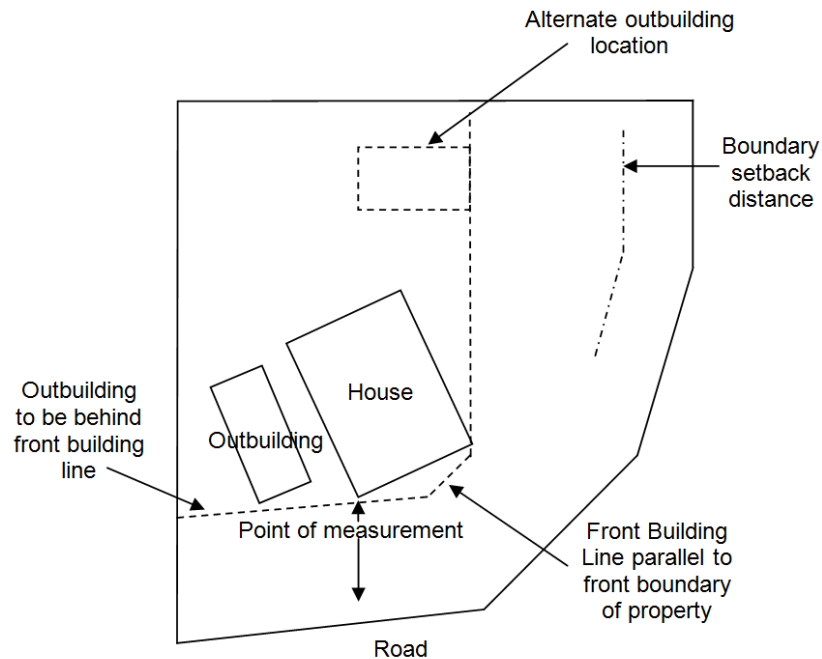 Alternate outbuilding
location
Boundary
setback
distance
House
Outbuilding
to be behind
front building
line
Outbuilding
Point of measurement
Front Building
Line parallel to
front boundary
of property
Road